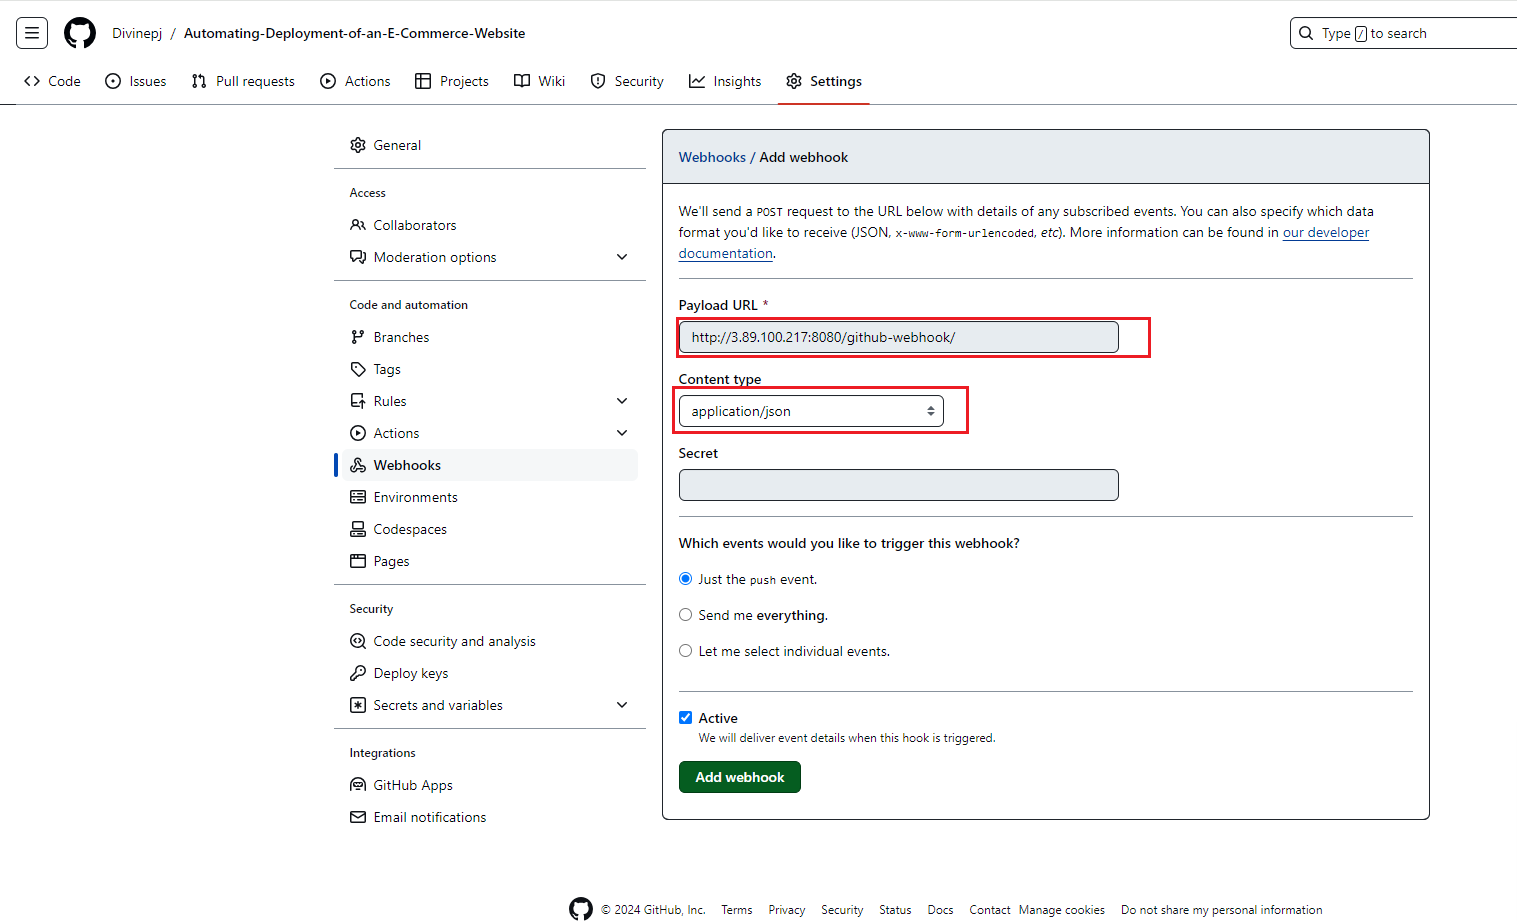 Divinepj / Automating-Deployment-of-an-E-Commerce-Website
Type / to search
Code Issues Pull requests Actions Projects Wiki Security Insights Settings
General
Access
Collaborators
Moderation options
Code and automation
Branches
Tags
Rules
Actions
Webhooks
Environments
Codespaces
Pages
Security
Code security and analysis
Deploy keys
Secrets and variables
Integrations
GitHub Apps
Email notifications
Webhooks / Add webhook
We'll send a POST request to the URL below with details of any subscribed events. You can also specify which data
format you'd like to receive (JSON, x-www-form-urlencoded, etc). More information can be found in our developer
documentation.
Payload URL *
http://3.89.100.217:8080/github-webhook/
Content type
application/json
Secret
Which events would you like to trigger this webhook?
Just the push event.
Send me everything.
Let me select individual events.
Active
We will deliver event details when this hook is triggered.
Add webhook
© 2024 GitHub, Inc. Terms Privacy Security Status Docs Contact Manage cookies Do not share my personal information